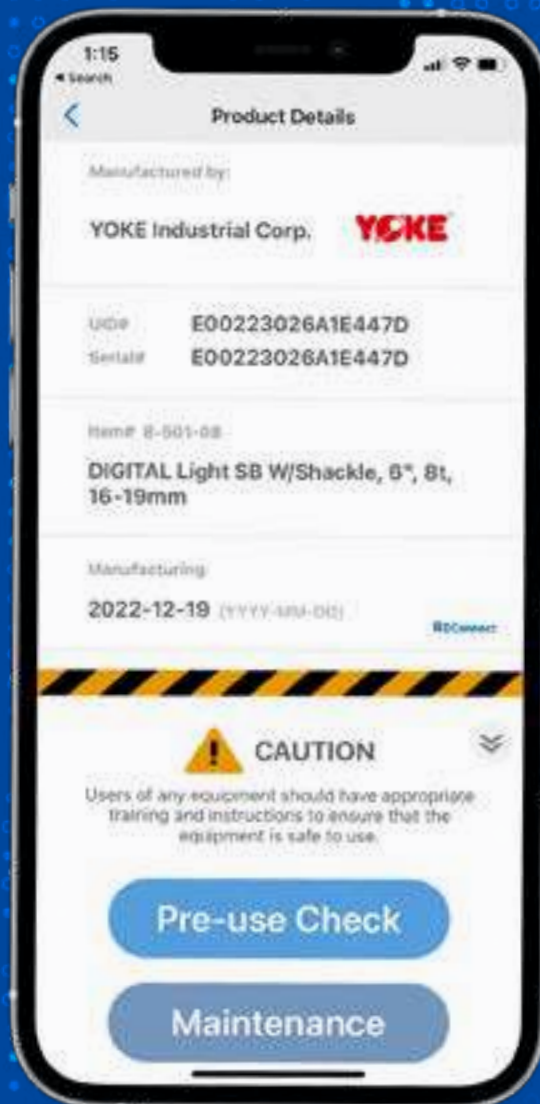 1:15
Search
Product Details
Manufactured by:
YOKE Industrial Corp. YOKE
UID# E00223026A1E447D
Serial# E00223026A1E447D
Item# 8-501-08
DIGITAL Light SB W/Shackle, 6", 8t,
16-19mm
Manufacturing
2022-12-19 (YYYY-MM-DD)
CAUTION
Users of any equipment should have appropriate
training and instructions to ensure that the
equipment is safe to use.
Pre-use Check
Maintenance